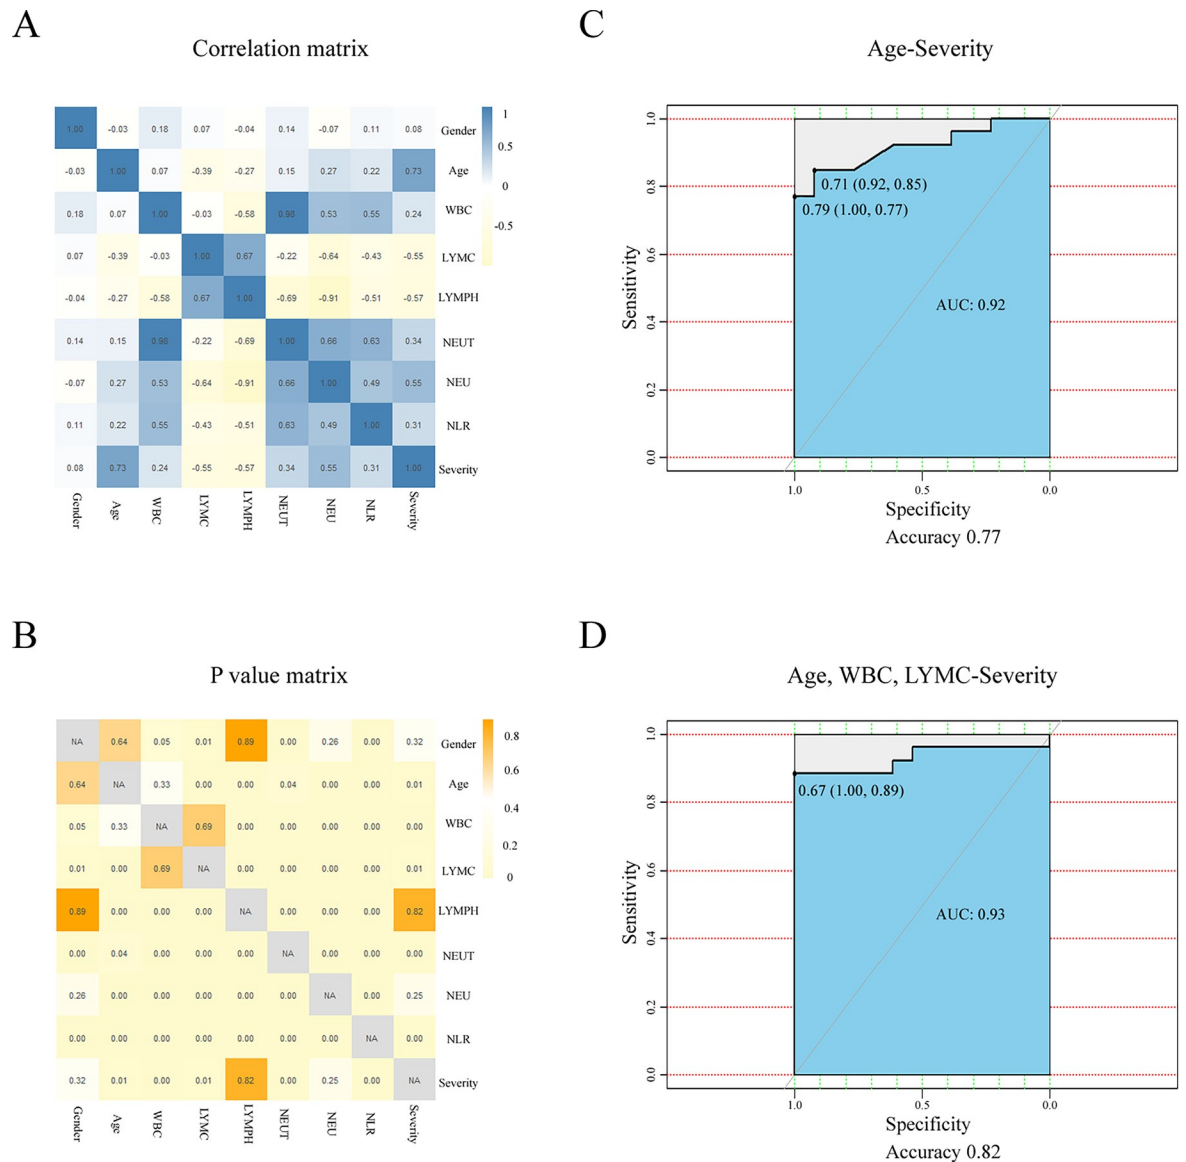 A
Correlation matrix
1.00 -0.03 0.18 0.07 -0.04 0.14 -0.07 0.11 0.08 Gender
-0.03 1.00 0.07 -0.39 -0.27 0.15 0.27 0.22 0.73 Age
0.18 0.07 1.00 -0.03 -0.58 0.98 0.53 0.55 0.24 WBC
0.07 -0.39 -0.03 1.00 0.67 -0.22 -0.64 -0.43 -0.55 LYMC
-0.04 -0.27 -0.58 0.67 1.00 -0.69 -0.91 -0.51 -0.57 LYMPH
0.14 0.15 0.98 -0.22 -0.69 1.00 0.66 0.63 0.34 NEUT
-0.07 0.27 0.53 -0.64 -0.91 0.66 1.00 0.49 0.55 NEU
0.11 0.22 0.55 -0.43 -0.51 0.63 0.49 1.00 0.31 NLR
0.08 0.73 0.24 -0.55 -0.57 0.34 0.55 0.31 1.00 Severity
Gender Age WBC LYMC LYMPH NEUT NEU NLR Severity
1
0.5
0
-0.5
C
Age-Severity
Sensitivity
1.0
0.8
0.6
0.4
0.2
0.0
0.71 (0.92, 0.85)
0.79 (1.00, 0.77)
AUC: 0.92
1.0 0.5 0.0
Specificity
Accuracy 0.77
B
P value matrix
NA 0.64 0.05 0.01 0.89 0.00 0.26 0.00 0.32 Gender
0.64 NA 0.33 0.00 0.00 0.04 0.00 0.00 0.01 Age
0.05 0.33 NA 0.69 0.00 0.00 0.00 0.00 0.00 WBC
0.01 0.00 0.69 NA 0.00 0.00 0.00 0.00 0.01 LYMC
0.89 0.00 0.00 0.00 NA 0.00 0.00 0.00 0.82 LYMPH
0.00 0.04 0.00 0.00 0.00 NA 0.00 0.00 0.00 NEUT
0.26 0.00 0.00 0.00 0.00 0.00 NA 0.00 0.25 NEU
0.00 0.00 0.00 0.00 0.00 0.00 0.00 NA 0.00 NLR
0.32 0.01 0.00 0.01 0.82 0.00 0.25 0.00 NA Severity
Gender Age WBC LYMC LYMPH NEUT NEU NLR Severity
0.8
0.6
0.4
0.2
0
D
Age, WBC, LYMC-Severity
Sensitivity
1.0
0.8
0.6
0.4
0.2
0.0
0.67 (1.00, 0.89)
AUC: 0.93
1.0 0.5 0.0
Specificity
Accuracy 0.82